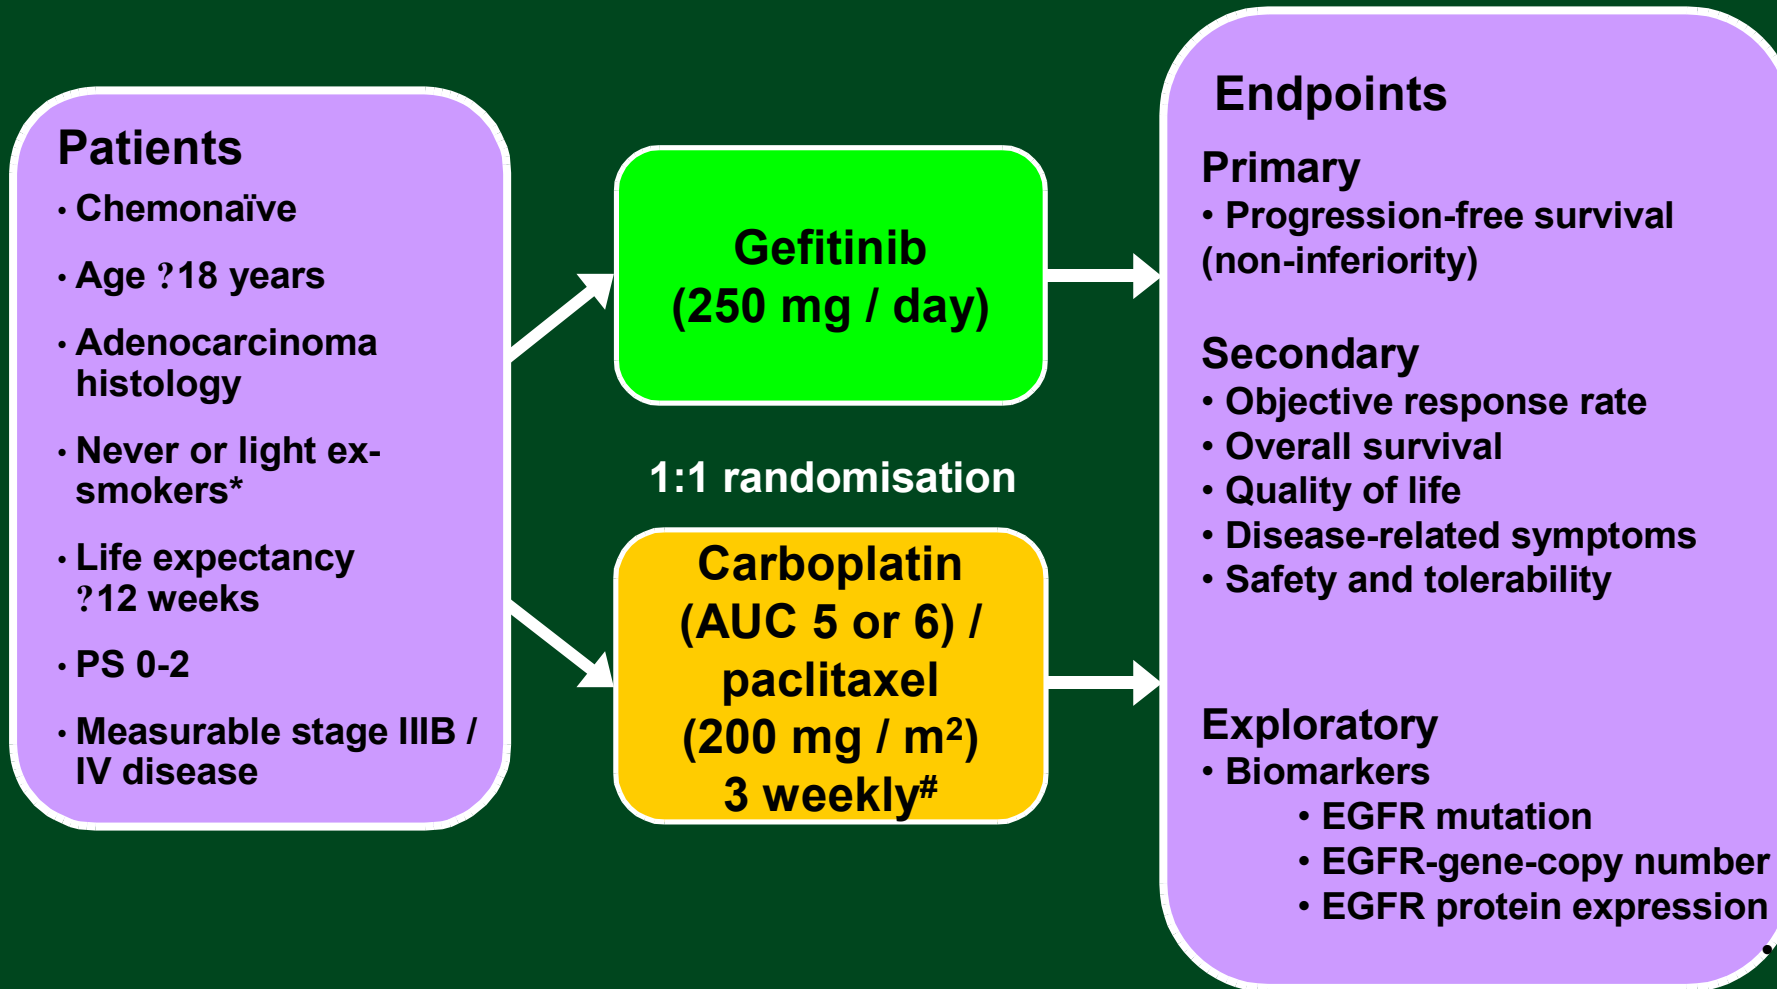 Patients
• Chemonaïve
• Age ?18 years
• Adenocarcinoma
histology
• Never or light ex-
smokers*
• Life expectancy
?12 weeks
• PS 0-2
• Measurable stage IIIB /
IV disease
Gefitinib
(250 mg / day)
1:1 randomisation
Carboplatin
(AUC 5 or 6) /
paclitaxel
(200 mg / m²)
3 weekly#
Endpoints
Primary
• Progression-free survival
(non-inferiority)
Secondary
• Objective response rate
• Overall survival
• Quality of life
• Disease-related symptoms
• Safety and tolerability
Exploratory
• Biomarkers
• EGFR mutation
• EGFR-gene-copy number
• EGFR protein expression
•